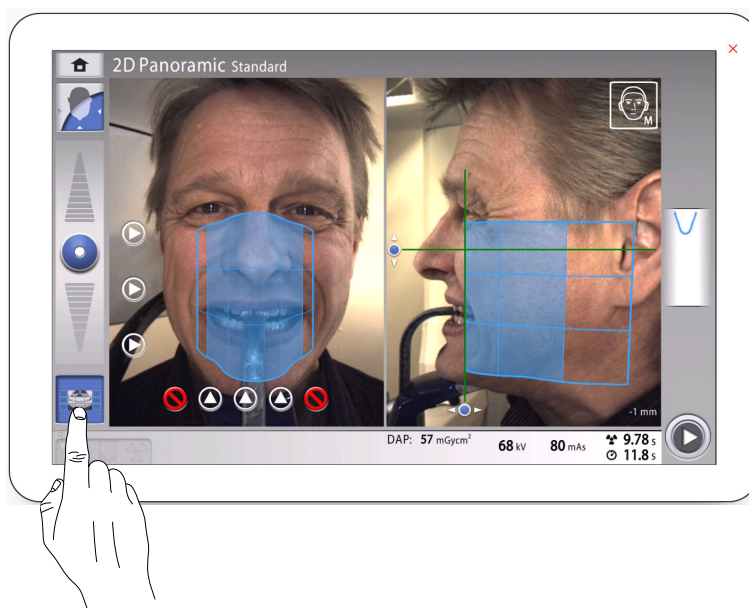 2D Panoramic Standard
M
-1 mm
DAP: 57 mGycm² 68 kV 80 mAs 9.78 s
11.8 s